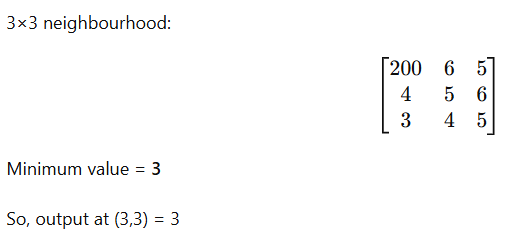 3×3 neighbourhood:
200 6 5
4 5 6
3 4 5
Minimum value = 3
So, output at (3,3) = 3